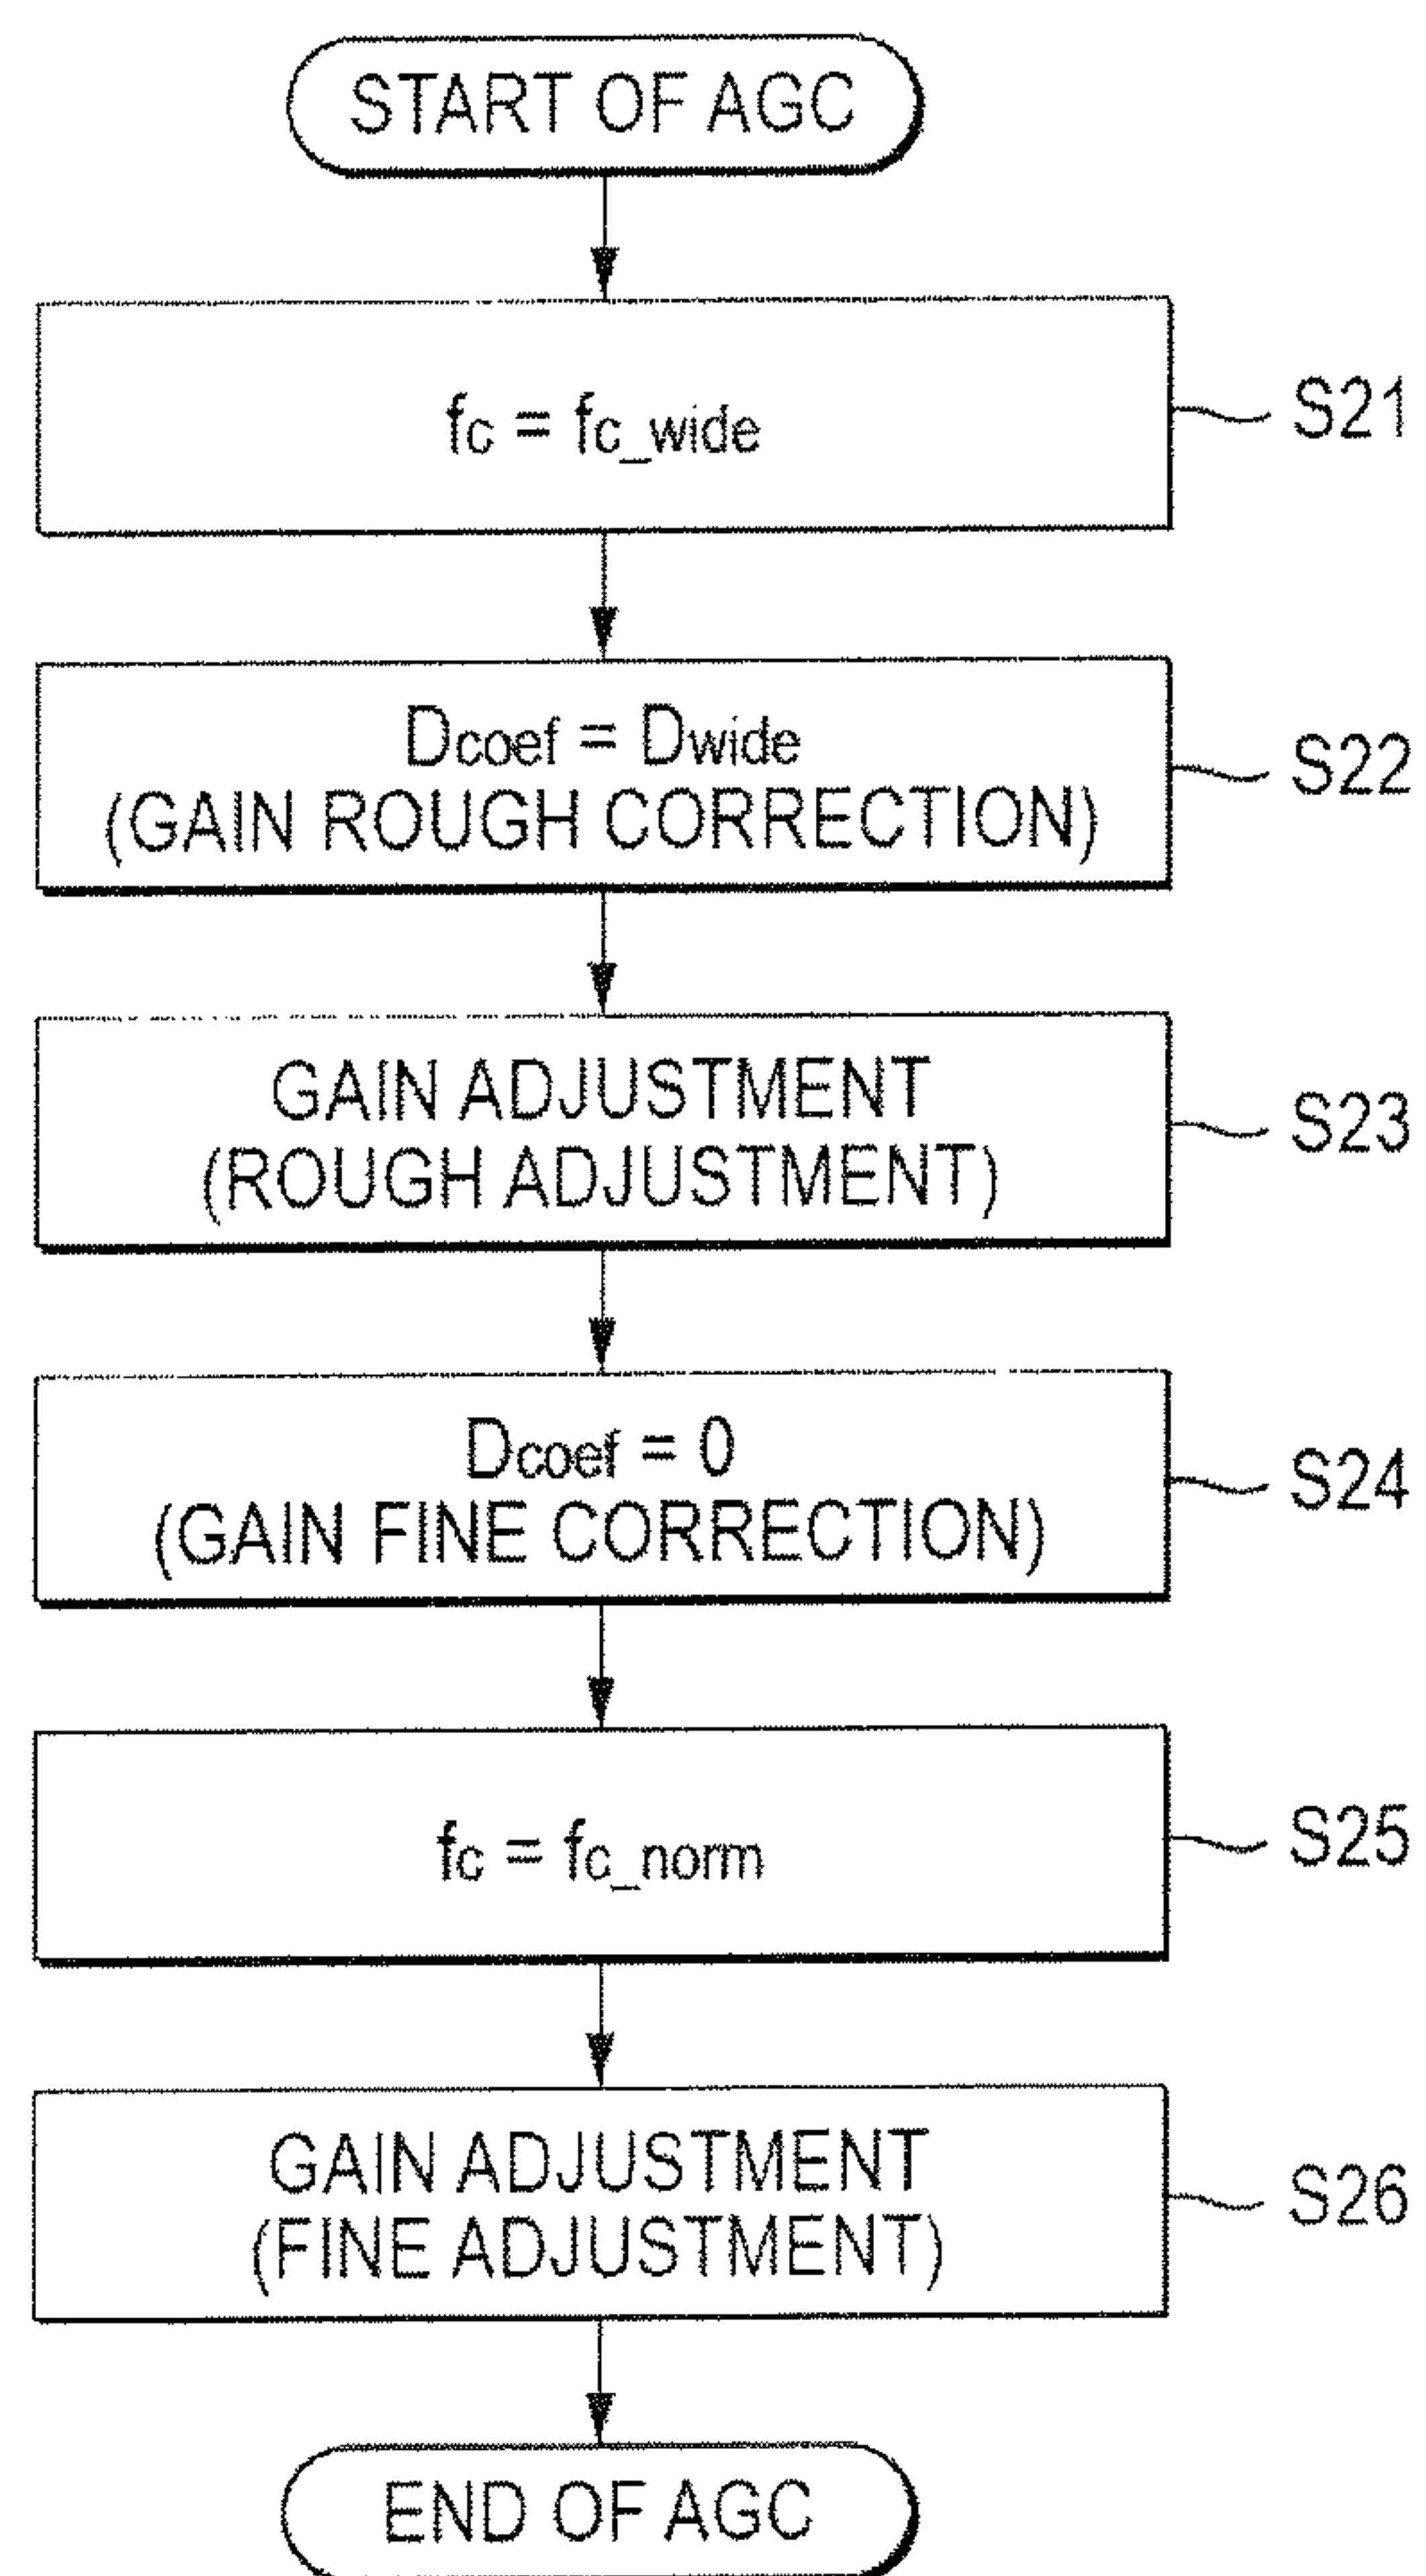 START OF AGC
fc = fc_wide
S21
Dcoef = Dwide
(GAIN ROUGH CORRECTION)
S22
GAIN ADJUSTMENT
(ROUGH ADJUSTMENT)
S23
Dcoef = 0
(GAIN FINE CORRECTION)
S24
fc = fc_norm
S25
GAIN ADJUSTMENT
(FINE ADJUSTMENT)
S26
END OF AGC